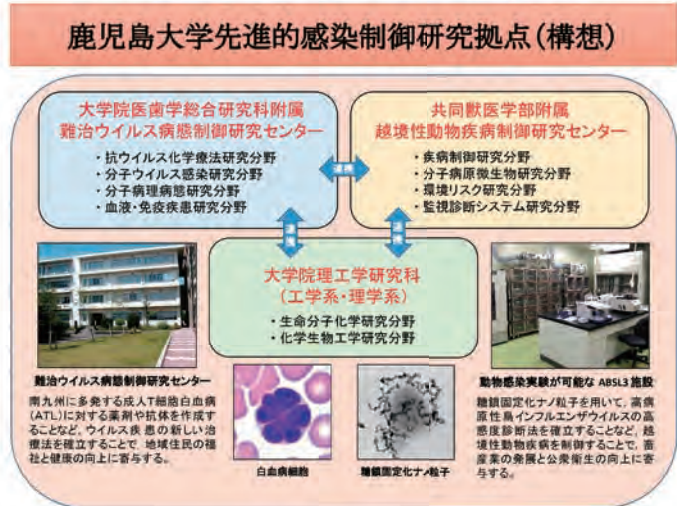 鹿児島大学先進的感染制御研究拠点(構想)
大学院医歯学総合研究科附属
難治ウイルス病態制御研究センター
・抗ウイルス化学療法研究分野
・分子ウイルス感染研究分野
・分子病理病態研究分野
・血液・免疫疾患研究分野
連携
共同獣医学部附属
越境性動物疾病制御研究センター
・疾病制御研究分野
・分子病原微生物研究分野
・環境リスク研究分野
・監視診断システム研究分野
連携
連携
大学院理工学研究科
(工学系・理学系)
・生命分子化学研究分野
・化学生物工学研究分野
難治ウイルス病態制御研究センター
南九州に多発する成人T細胞白血病
(ATL)に対する薬剤や抗体を作成す
ることなど、ウイルス疾患の新しい治
療法を確立することで、地域住民の福
祉と健康の向上に寄与する。
白血病細胞
糖鎖固定化ナノ粒子
動物感染実験が可能な ABSL3 施設
糖鎖固定化ナノ粒子を用いて、高病
原性鳥インフルエンザウイルスの高
感度診断法を確立することなど、越
境性動物疾病を制御することで、畜
産業の発展と公衆衛生の向上に寄
与する。